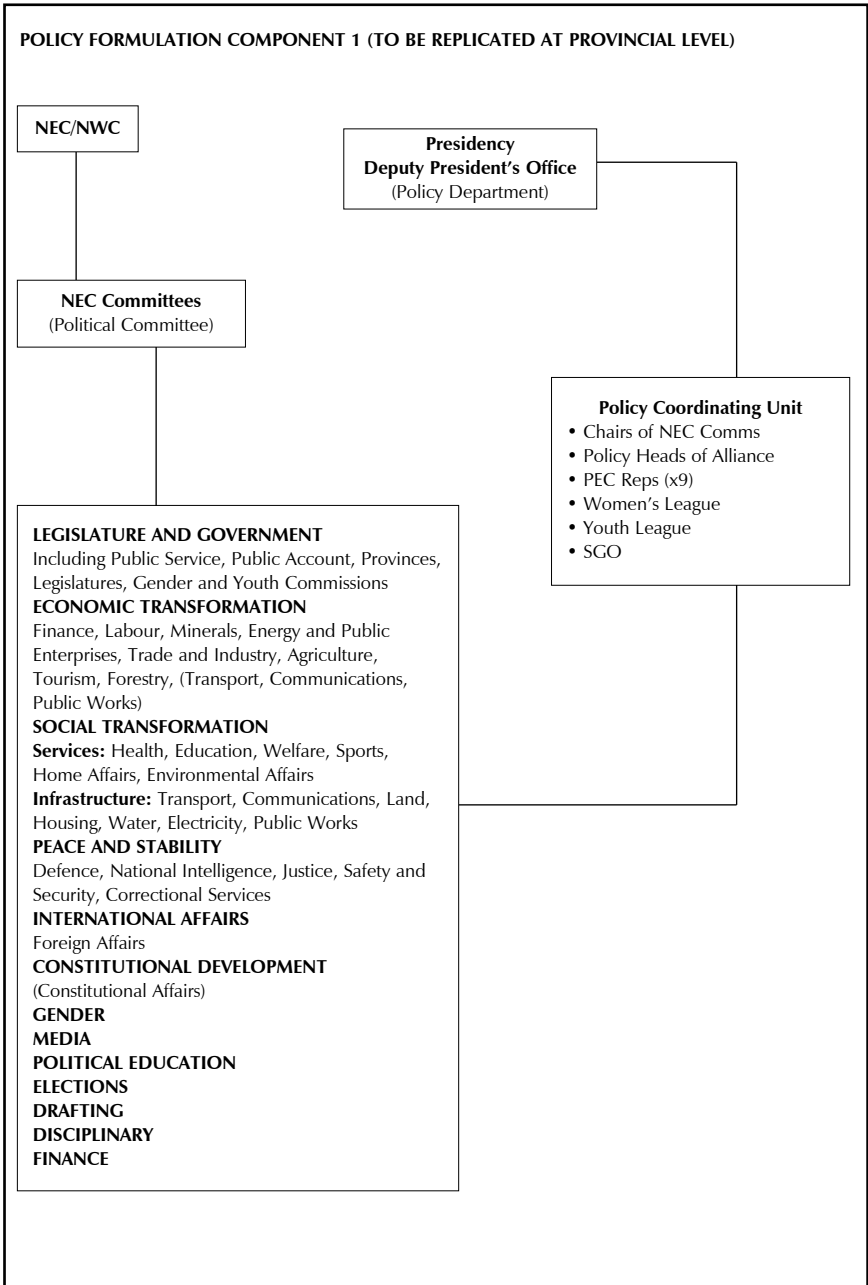 POLICY FORMULATION COMPONENT 1 (TO BE REPLICATED AT PROVINCIAL LEVEL)
NEC/NWC
Presidency
Deputy President’s Office
(Policy Department)
NEC Committees
(Political Committee)
Policy Coordinating Unit
• Chairs of NEC Comms
• Policy Heads of Alliance
• PEC Reps (x9)
• Women’s League
• Youth League
• SGO
LEGISLATURE AND GOVERNMENT
Including Public Service, Public Account, Provinces,
Legislatures, Gender and Youth Commissions
ECONOMIC TRANSFORMATION
Finance, Labour, Minerals, Energy and Public
Enterprises, Trade and Industry, Agriculture,
Tourism, Forestry, (Transport, Communications,
Public Works)
SOCIAL TRANSFORMATION
Services: Health, Education, Welfare, Sports,
Home Affairs, Environmental Affairs
Infrastructure: Transport, Communications, Land,
Housing, Water, Electricity, Public Works
PEACE AND STABILITY
Defence, National Intelligence, Justice, Safety and
Security, Correctional Services
INTERNATIONAL AFFAIRS
Foreign Affairs
CONSTITUTIONAL DEVELOPMENT
(Constitutional Affairs)
GENDER
MEDIA
POLITICAL EDUCATION
ELECTIONS
DRAFTING
DISCIPLINARY
FINANCE